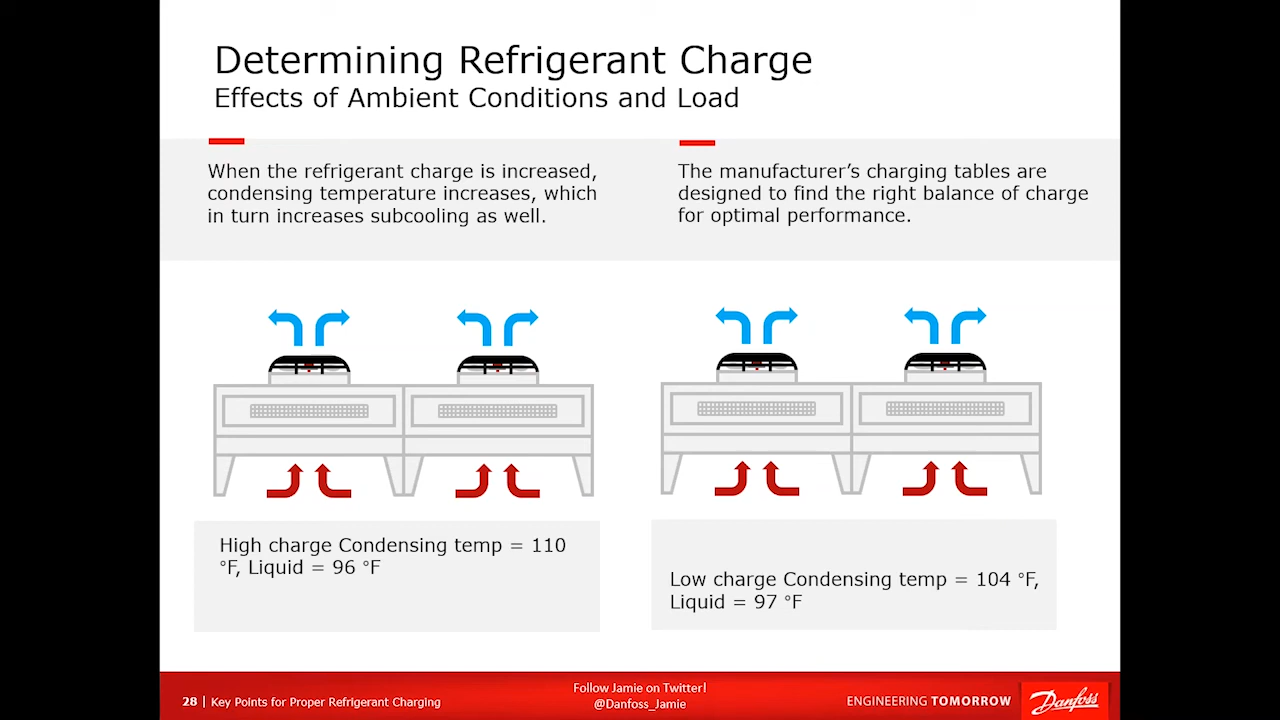 Determining Refrigerant Charge
Effects of Ambient Conditions and Load
When the refrigerant charge is increased,
condensing temperature increases, which
in turn increases subcooling as well.
The manufacturer’s charging tables are
designed to find the right balance of charge
for optimal performance.
High charge Condensing temp = 110
°F, Liquid = 96 °F
Low charge Condensing temp = 104 °F,
Liquid = 97 °F
28 | Key Points for Proper Refrigerant Charging
Follow Jamie on Twitter!
@Danfoss_Jamie
ENGINEERING TOMORROW
Danfoss